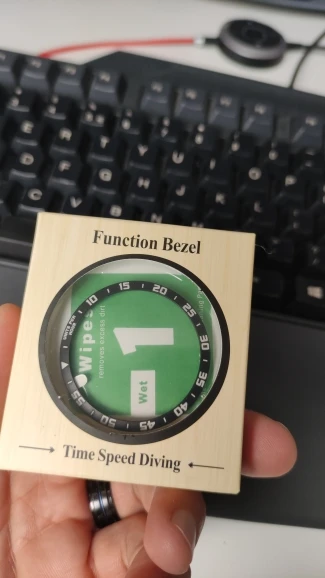 Function Bezel
10
15
20
25
30
35
40
45
50
55
Wipes
removes excess dirt
1
Wet
Time Speed Diving
E
R
T
Y
U
I
O
P
D
F
G
H
J
K
L
C
V
B
N
M